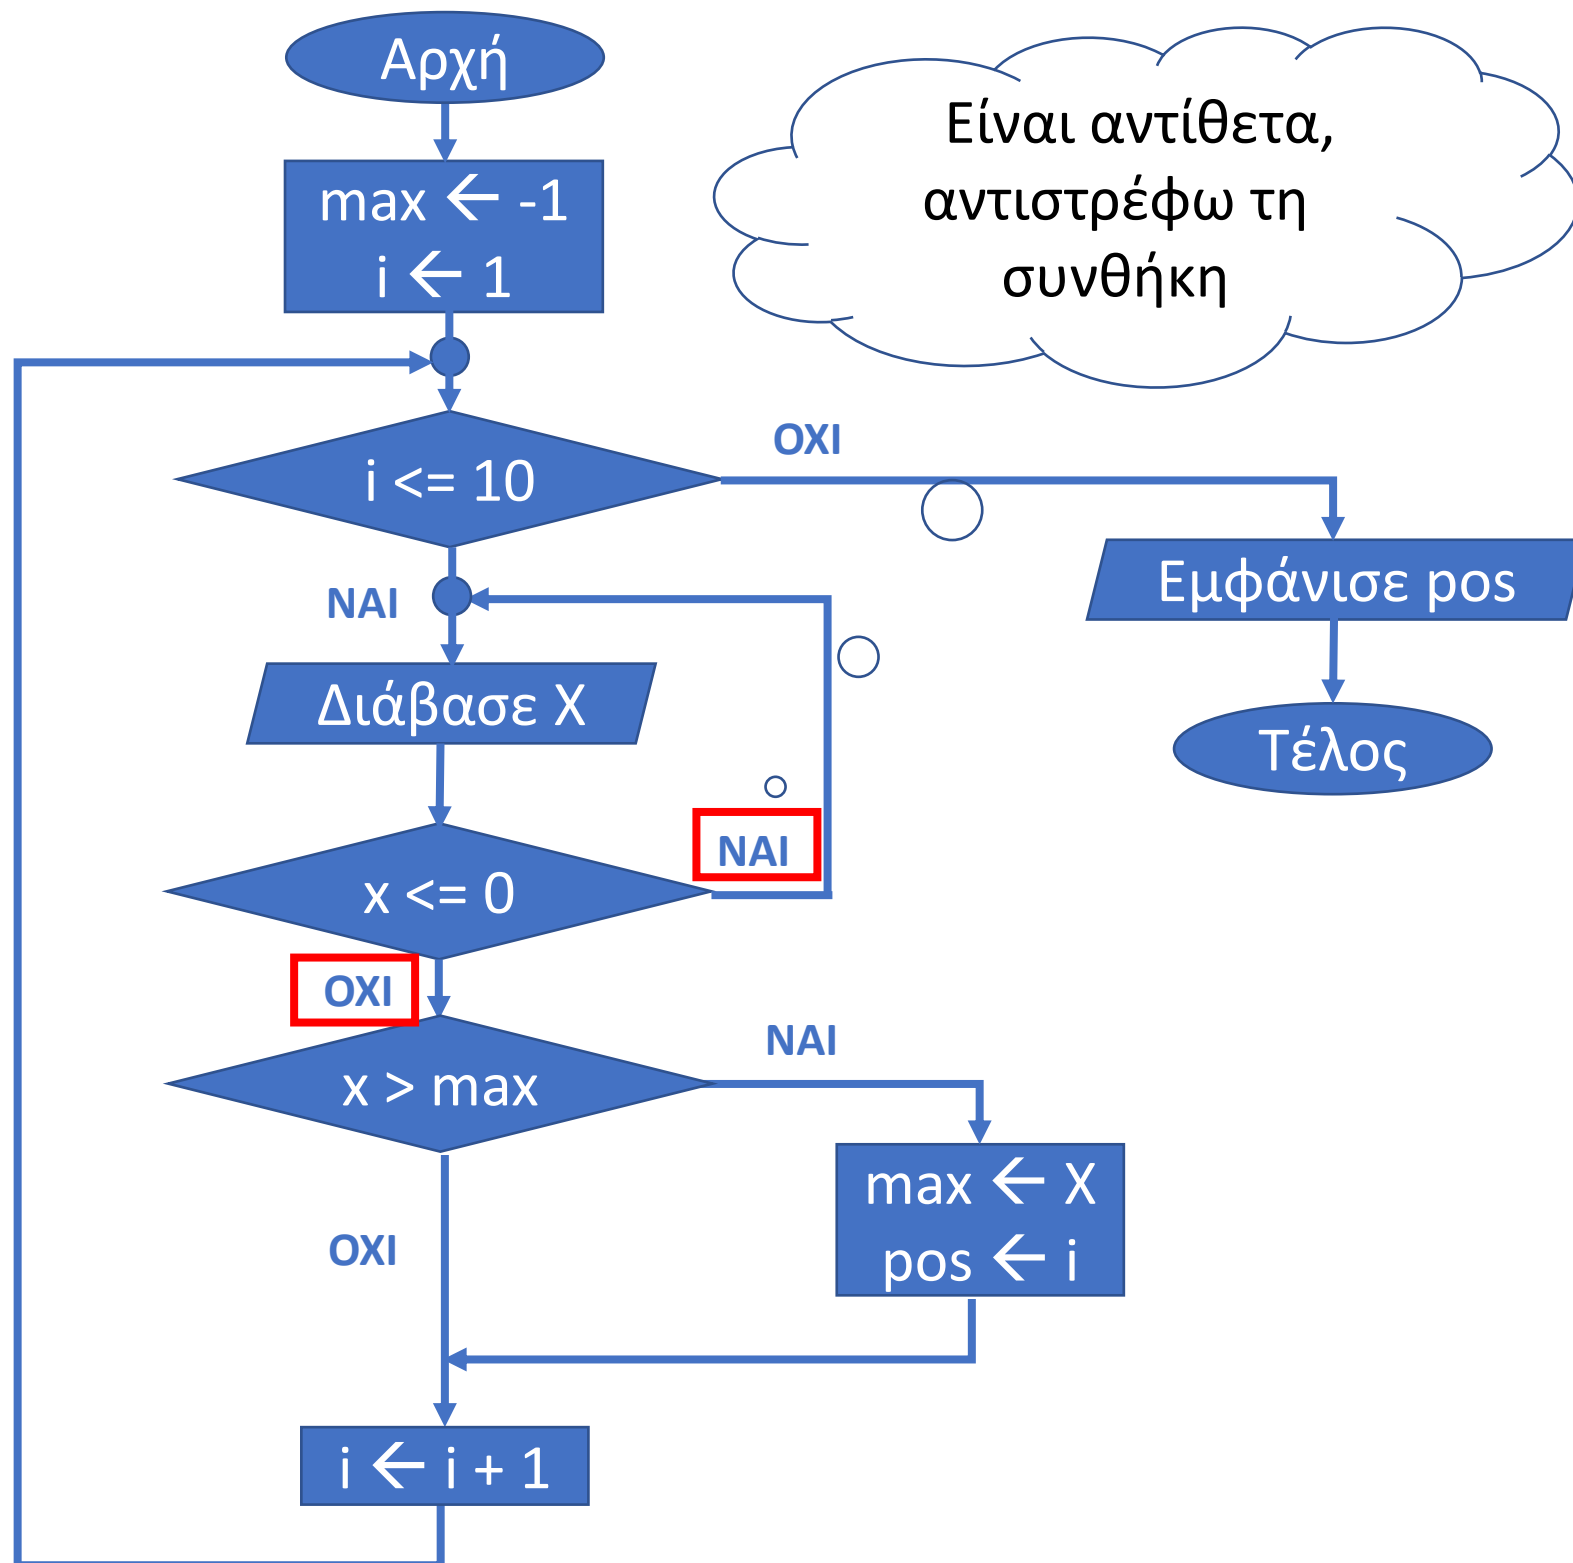 Αρχή
max ← -1
i ← 1
Είναι αντίθετα,
αντιστρέφω τη
συνθήκη
i <= 10
ΟΧΙ
ΝΑΙ
Εμφάνισε pos
Διάβασε Χ
Τέλος
ΝΑΙ
x <= 0
ΟΧΙ
ΝΑΙ
x > max
max ← X
pos ← i
ΟΧΙ
i ← i + 1